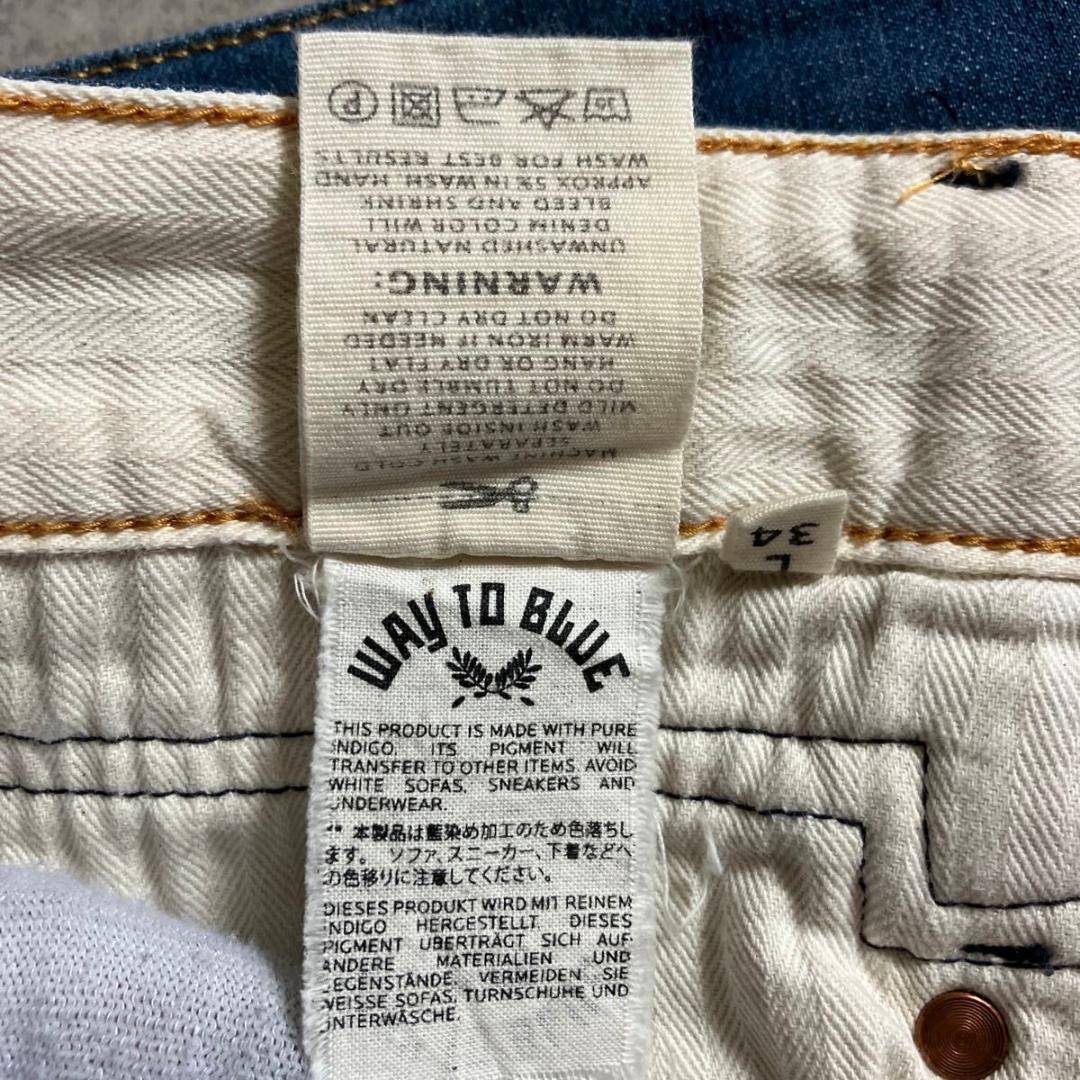 MACHINE WASH COLD
SEPARATELY
WASH INSIDE OUT
MILD DETERGENT ONLY
DO NOT TUMBLE DRY
HANG OR DRY FLAT
WARM IRON IF NEEDED
DO NOT DRY CLEAN
WARNING:
UNWASHED NATURAL
DENIM COLOR WILL
BLEED AND SHRINK
APPROX 5% IN WASH HAND
WASH FOR BEST RESULTS
P
L
34
WAY TO BLUE
THIS PRODUCT IS MADE WITH PURE
INDIGO. ITS PIGMENT WILL
TRANSFER TO OTHER ITEMS. AVOID
WHITE SOFAS, SNEAKERS AND
UNDERWEAR.
** 本製品は藍染め加工のため色落ちし
ます。 ソファ、スニーカー、下着などへ
の色移りに注意してください。
DIESES PRODUKT WIRD MIT REINEM
INDIGO HERGESTELLT. DIESES
PIGMENT ÜBERTRÄGT SICH AUF
ANDERE MATERIALIEN UND
GEGENSTÄNDE. VERMEIDEN SIE
WEISSE SOFAS, TURNSCHUHE UND
UNTERWÄSCHE.